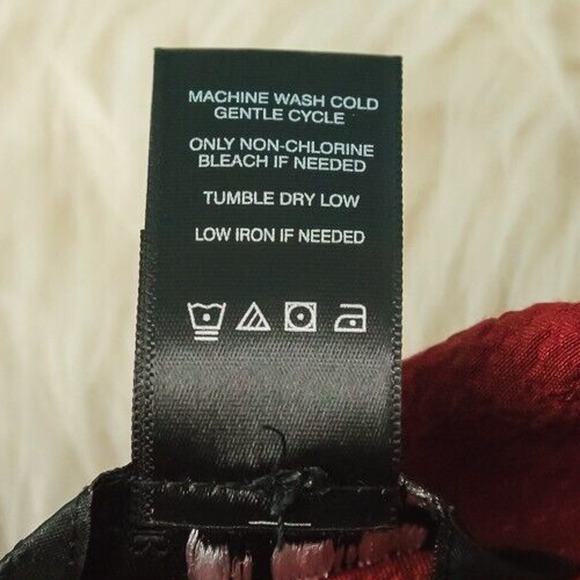 MACHINE WASH COLD
GENTLE CYCLE
ONLY NON-CHLORINE
BLEACH IF NEEDED
TUMBLE DRY LOW
LOW IRON IF NEEDED